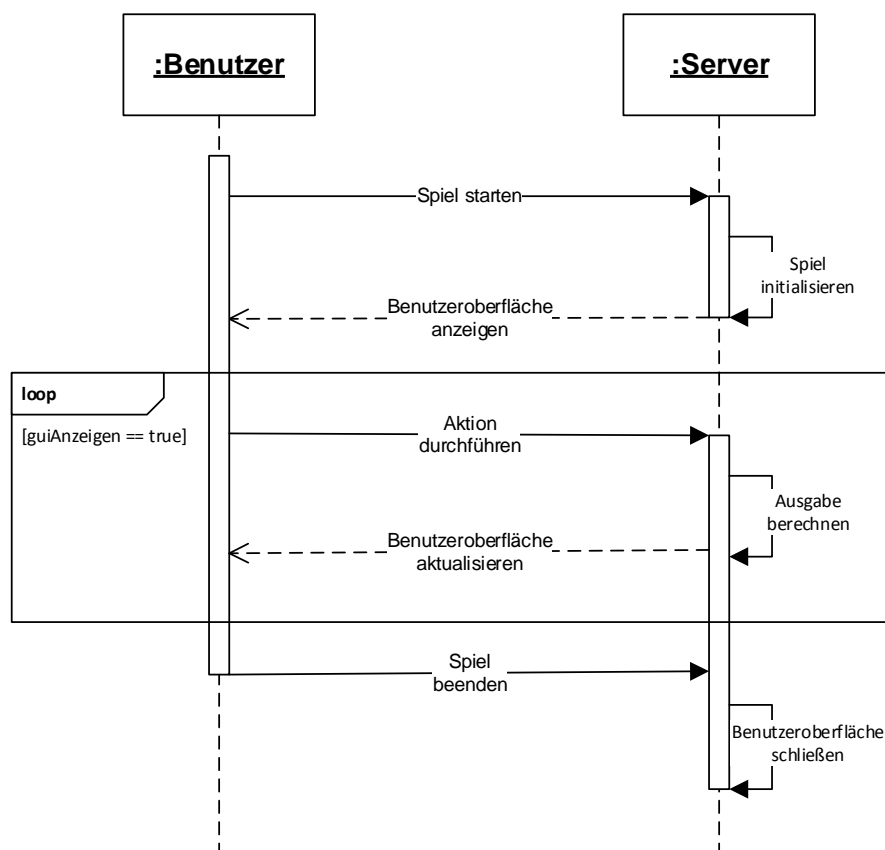 :Benutzer
:Server
Spiel starten
Spiel
initialisieren
Benutzeroberfläche
anzeigen
loop
[guiAnzeigen == true]
Aktion
durchführen
Ausgabe
berechnen
Benutzeroberfläche
aktualisieren
Spiel
beenden
Benutzeroberfläche
schließen